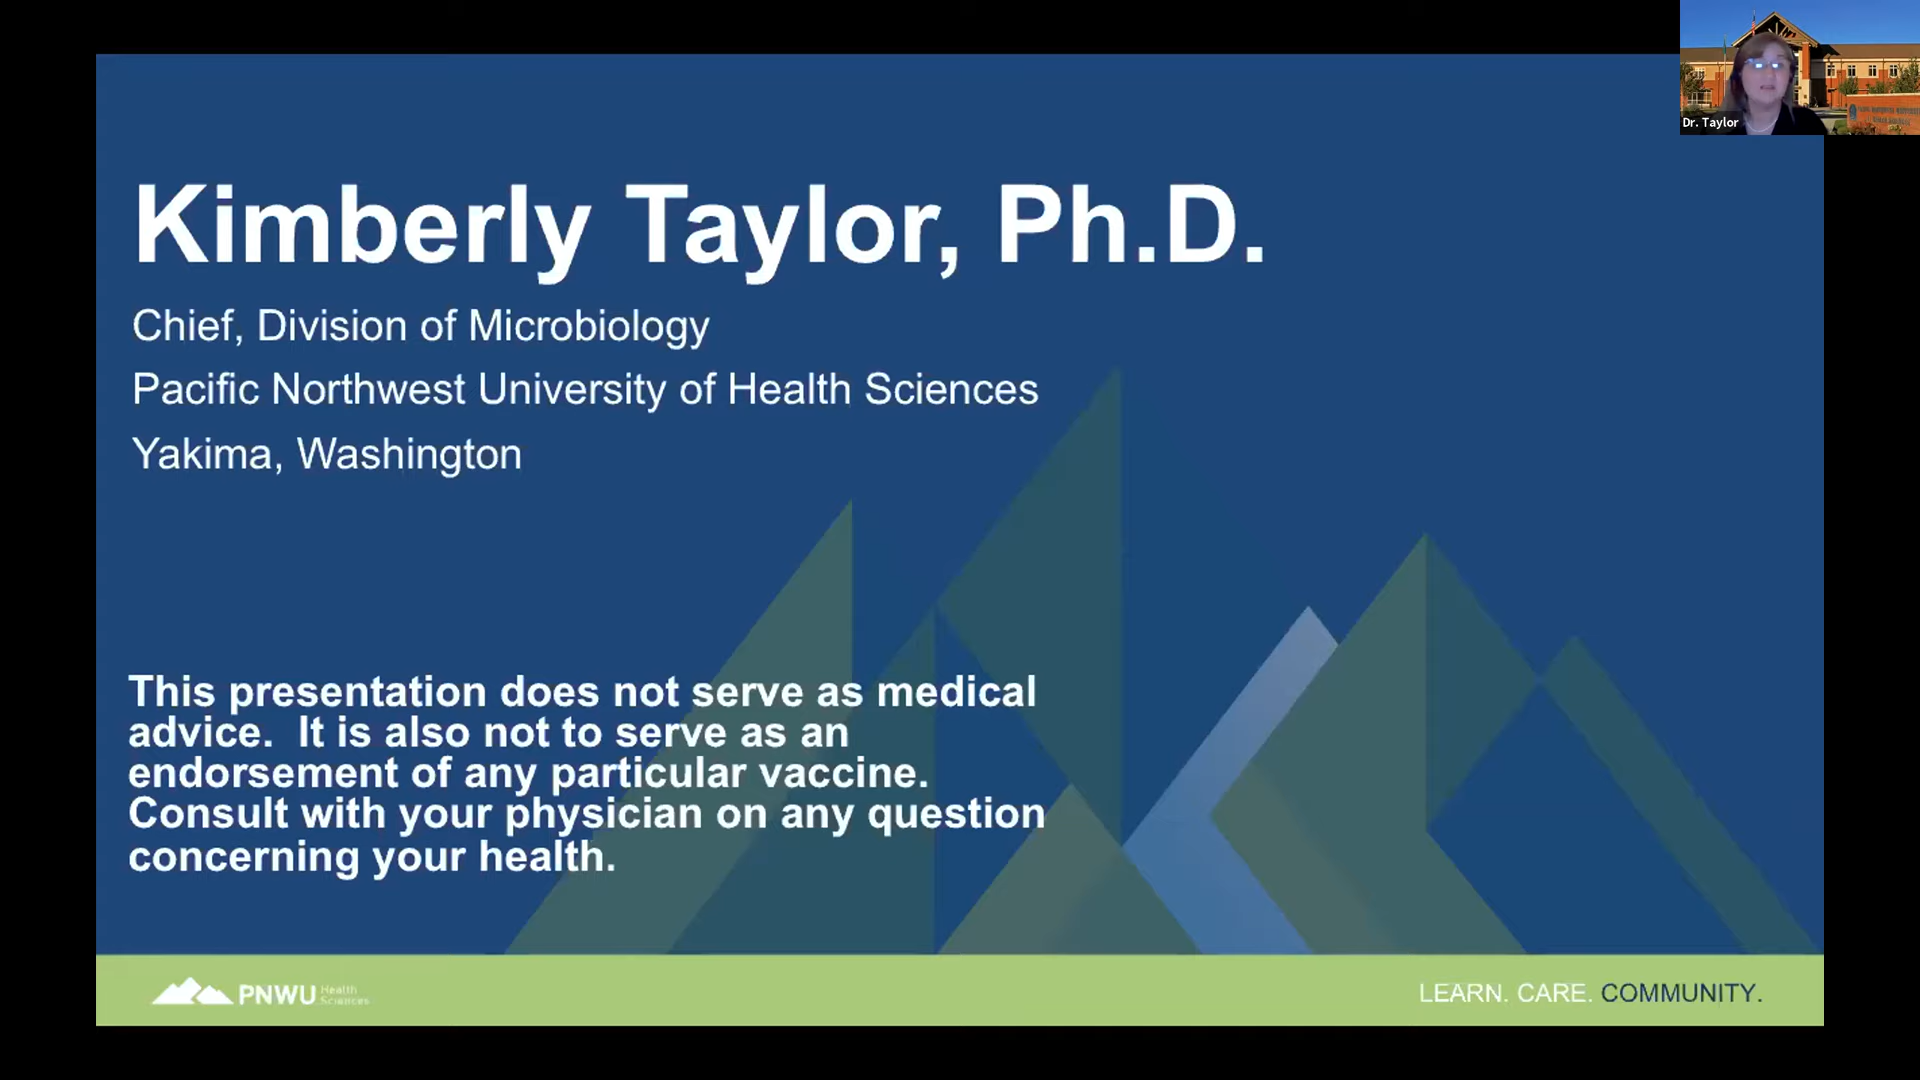 Dr. Taylor
Kimberly Taylor, Ph.D.
Chief, Division of Microbiology
Pacific Northwest University of Health Sciences
Yakima, Washington
This presentation does not serve as medical
advice.  It is also not to serve as an
endorsement of any particular vaccine.
Consult with your physician on any question
concerning your health.
PNWU Health
Sciences
LEARN. CARE. COMMUNITY.